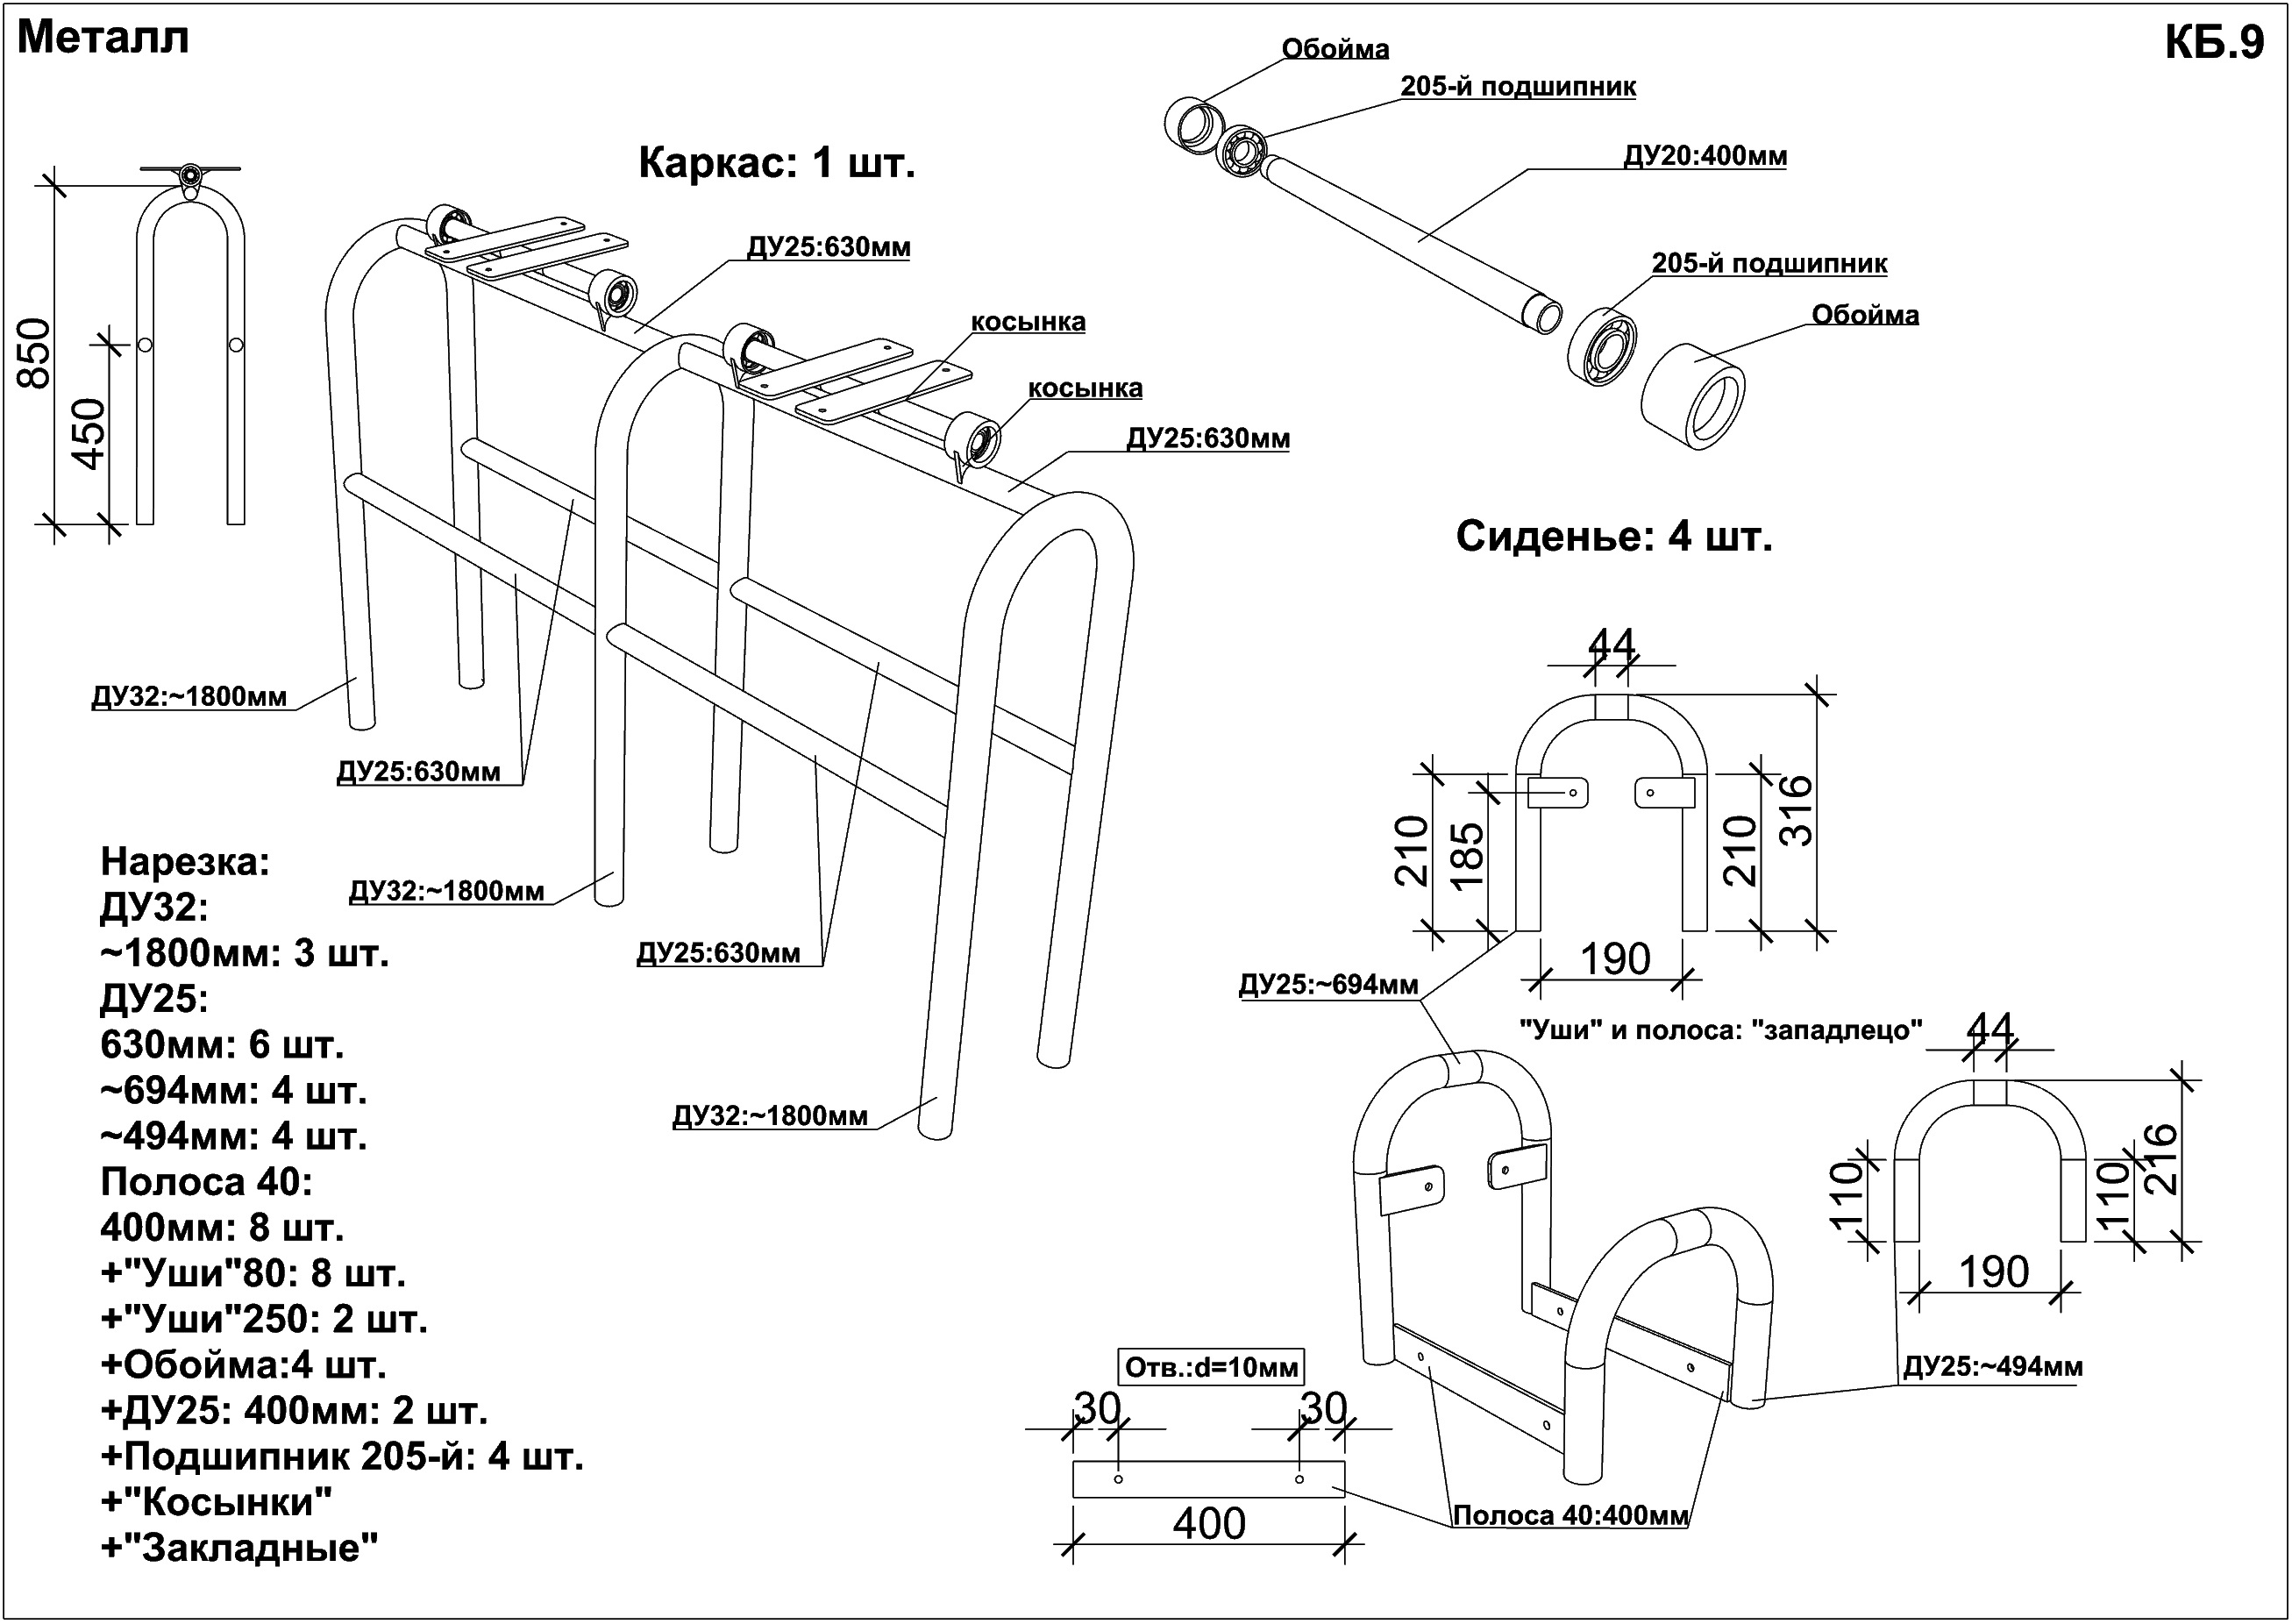 Металл
КБ.9
Обойма
205-й подшипник
ДУ20:400мм
205-й подшипник
Обойма
Каркас: 1 шт.
850
450
ДУ25:630мм
косынка
косынка
ДУ25:630мм
ДУ32:~1800мм
ДУ25:630мм
ДУ32:~1800мм
ДУ25:630мм
ДУ32:~1800мм
Сиденье: 4 шт.
44
210
185
210
316
190
ДУ25:~694мм
"Уши" и полоса: "западлецо"
44
110
110
216
190
ДУ25:~494мм
Отв.:d=10мм
30
30
400
Полоса 40:400мм
Нарезка:
ДУ32:
~1800мм: 3 шт.
ДУ25:
630мм: 6 шт.
~694мм: 4 шт.
~494мм: 4 шт.
Полоса 40:
400мм: 8 шт.
+"Уши"80: 8 шт.
+"Уши"250: 2 шт.
+Обойма:4 шт.
+ДУ25: 400мм: 2 шт.
+Подшипник 205-й: 4 шт.
+"Косынки"
+"Закладные"